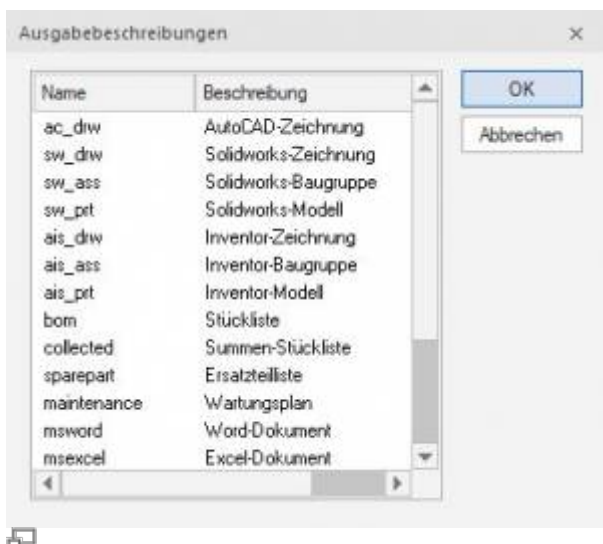 Ausgabebeschreibungen
Name Beschreibung
ac_drw AutoCAD-Zeichnung
sw_drw Solidworks-Zeichnung
sw_ass Solidworks-Baugruppe
sw_prt Solidworks-Modell
ais_drw Inventor-Zeichnung
ais_ass Inventor-Baugruppe
ais_prt Inventor-Modell
bom Stückliste
collected Summen-Stückliste
sparepart Ersatzteilliste
maintenance Wartungsplan
msword Word-Dokument
msexcel Excel-Dokument
OK
Abbrechen